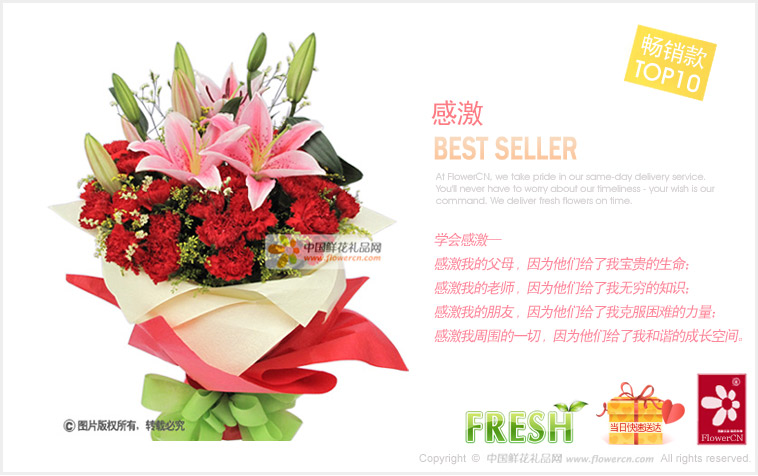 畅销款
TOP10
感激
BEST SELLER
At FlowerCN, we take pride in our same-day delivery service.
You'll never have to worry about our timeliness - your wish is our
command. We deliver fresh flowers on time.
学会感激—
感激我的父母，因为他们给了我宝贵的生命；
感激我的老师，因为他们给了我无穷的知识；
感激我的朋友，因为他们给了我克服困难的力量；
感激我周围的一切，因为他们给了我和谐的成长空间。
中国鲜花礼品网
www.flowercn.com
© 图片版权所有，转载必究
FRESH
当日快速送达
FlowerCN
Copyright © 中国鲜花礼品网 www.flowercn.com All rights reserved.